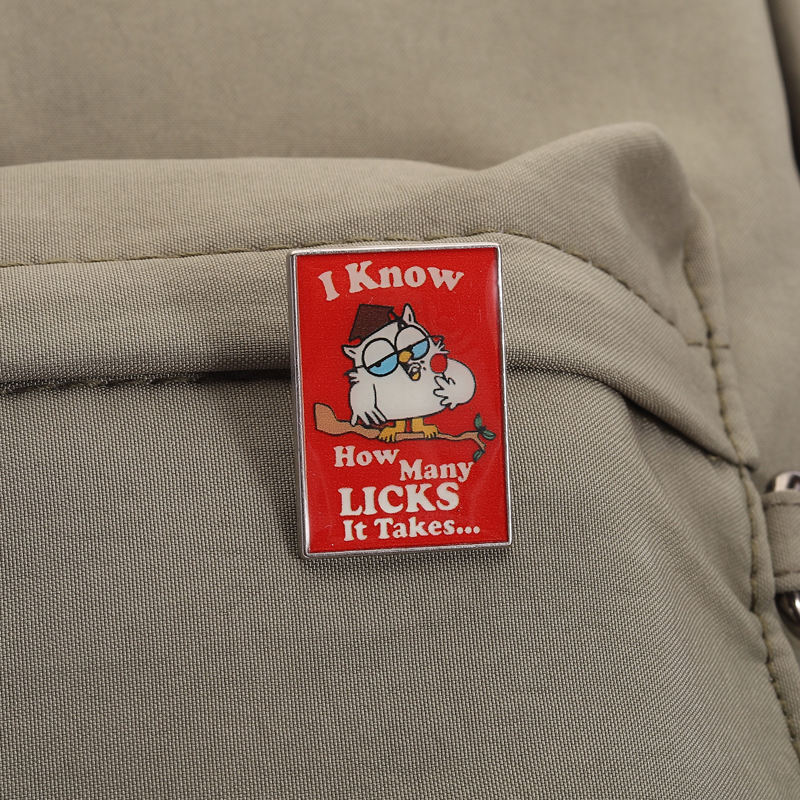 I Know
How
Many
LICKS
It Takes...